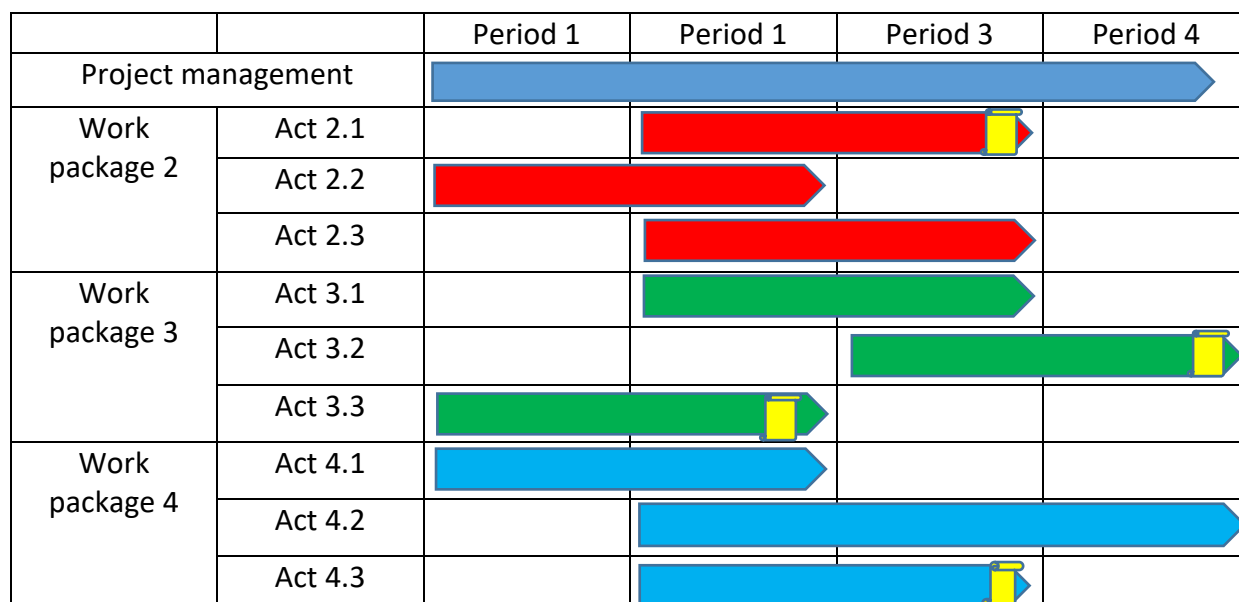 Period 1 Period 1 Period 3 Period 4
Project management
Work Act 2.1
package 2
Act 2.2
Act 2.3
Work Act 3.1
package 3
Act 3.2
Act 3.3
Work Act 4.1
package 4
Act 4.2
Act 4.3